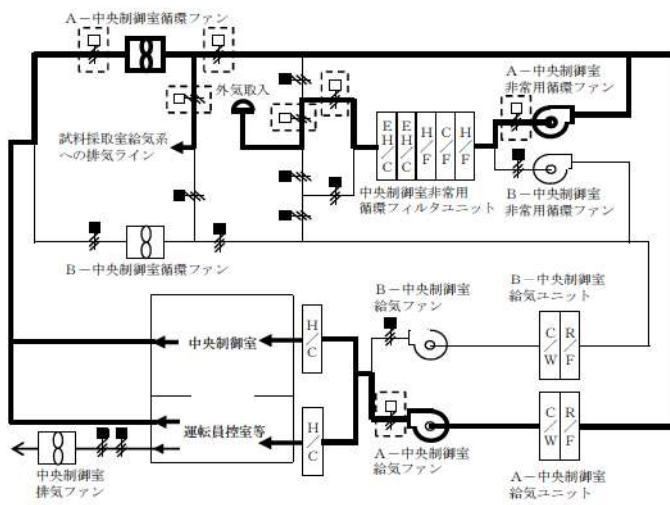 A－中央制御室循環ファン
外気取入
A－中央制御室
非常用循環ファン
試料採取室給気系
への排気ライン
E
H
/
C
E
H
/
C
H
/
F
C
/
F
H
/
F
中央制御室非常用
循環フィルタユニット
B－中央制御室
非常用循環ファン
B－中央制御室循環ファン
B－中央制御室
給気ファン
B－中央制御室
給気ユニット
中央制御室
H
/
C
C
/
W
R
/
F
運転員控室等
H
/
C
C
/
W
R
/
F
中央制御室
排気ファン
A－中央制御室
給気ファン
A－中央制御室
給気ユニット